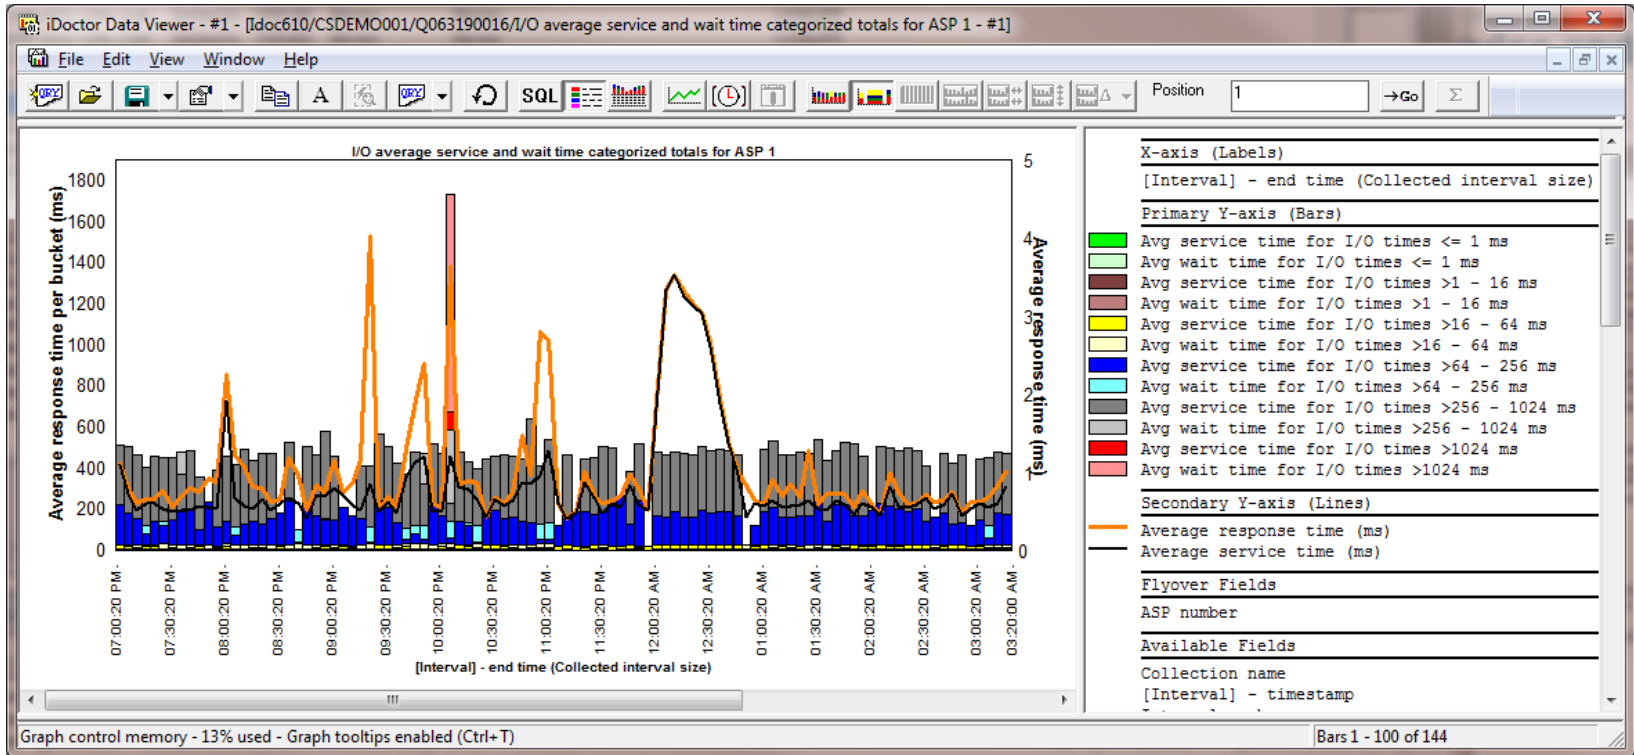 iDoctor Data Viewer - #1 - [Idoc610/CSDEMO001/Q063190016/I/O average service and wait time categorized totals for ASP 1 - #1]
File Edit View Window Help
QRY A QRY SQL Position 1 →Go Σ
I/O average service and wait time categorized totals for ASP 1
Average response time per bucket (ms)
1800
1600
1400
1200
1000
800
600
400
200
0
5
4
3
2
1
0
Average response time (ms)
07:00:20 PM
07:30:20 PM
08:00:20 PM
08:30:20 PM
09:00:20 PM
09:30:20 PM
10:00:20 PM
10:30:20 PM
11:00:20 PM
11:30:20 PM
12:00:20 AM
12:30:20 AM
01:00:20 AM
01:30:20 AM
02:00:20 AM
02:30:20 AM
03:00:20 AM
03:20:00 AM
[Interval] - end time (Collected interval size)
X-axis (Labels)
[Interval] - end time (Collected interval size)
Primary Y-axis (Bars)
Avg service time for I/O times <= 1 ms
Avg wait time for I/O times <= 1 ms
Avg service time for I/O times >1 - 16 ms
Avg wait time for I/O times >1 - 16 ms
Avg service time for I/O times >16 - 64 ms
Avg wait time for I/O times >16 - 64 ms
Avg service time for I/O times >64 - 256 ms
Avg wait time for I/O times >64 - 256 ms
Avg service time for I/O times >256 - 1024 ms
Avg wait time for I/O times >256 - 1024 ms
Avg service time for I/O times >1024 ms
Avg wait time for I/O times >1024 ms
Secondary Y-axis (Lines)
Average response time (ms)
Average service time (ms)
Flyover Fields
ASP number
Available Fields
Collection name
[Interval] - timestamp
Graph control memory - 13% used - Graph tooltips enabled (Ctrl+T)
Bars 1 - 100 of 144